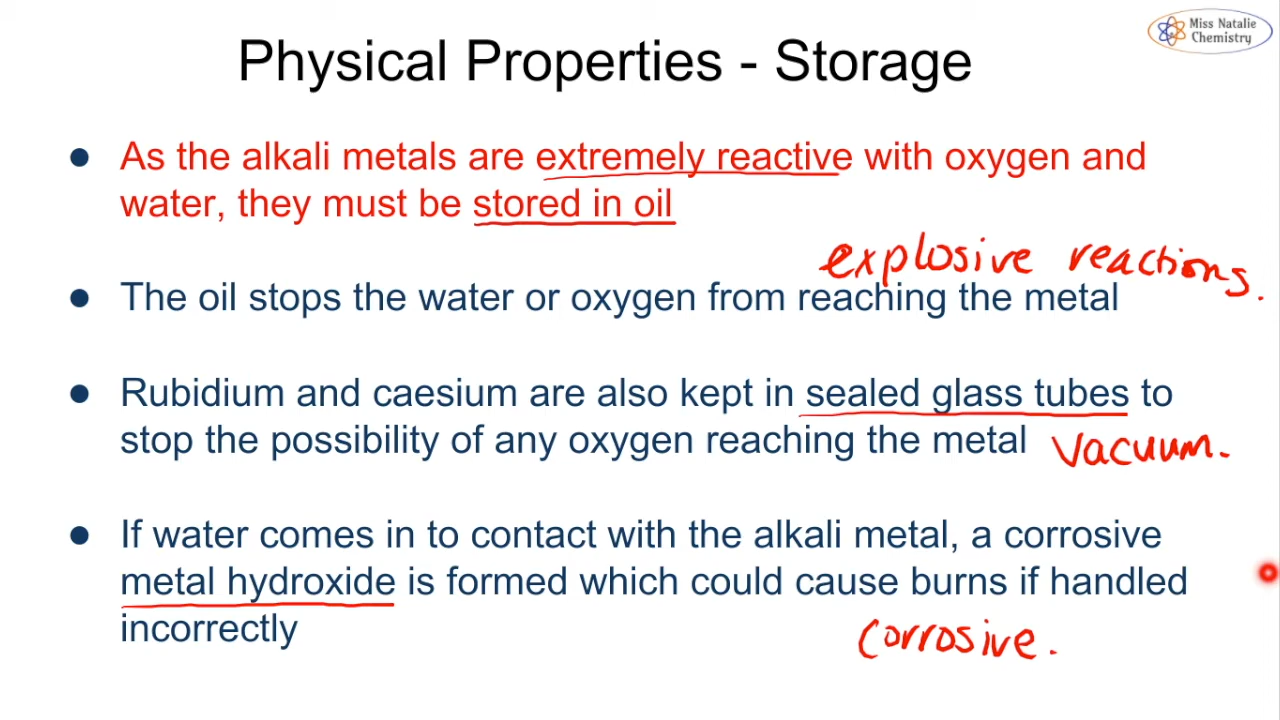 Miss Natalie
Chemistry
Physical Properties - Storage
● As the alkali metals are extremely reactive with oxygen and
water, they must be stored in oil
explosive reactions.
● The oil stops the water or oxygen from reaching the metal
● Rubidium and caesium are also kept in sealed glass tubes to
stop the possibility of any oxygen reaching the metal
vacuum.
● If water comes in to contact with the alkali metal, a corrosive
metal hydroxide is formed which could cause burns if handled
incorrectly
corrosive.